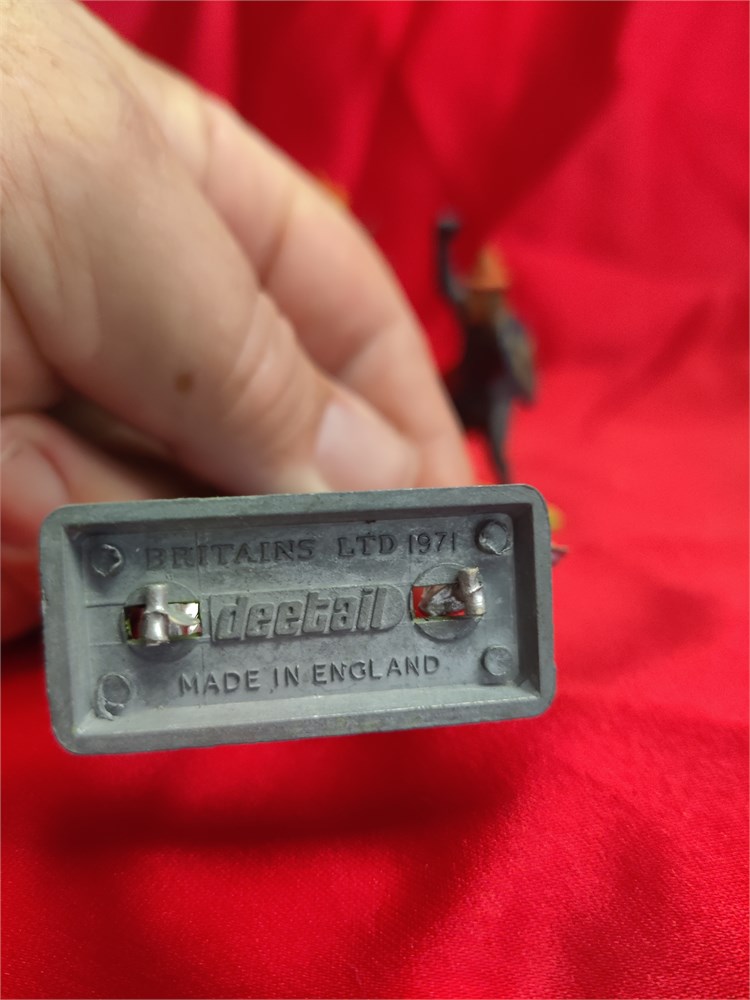 BRITAINS LTD 1971
deetail
MADE IN ENGLAND